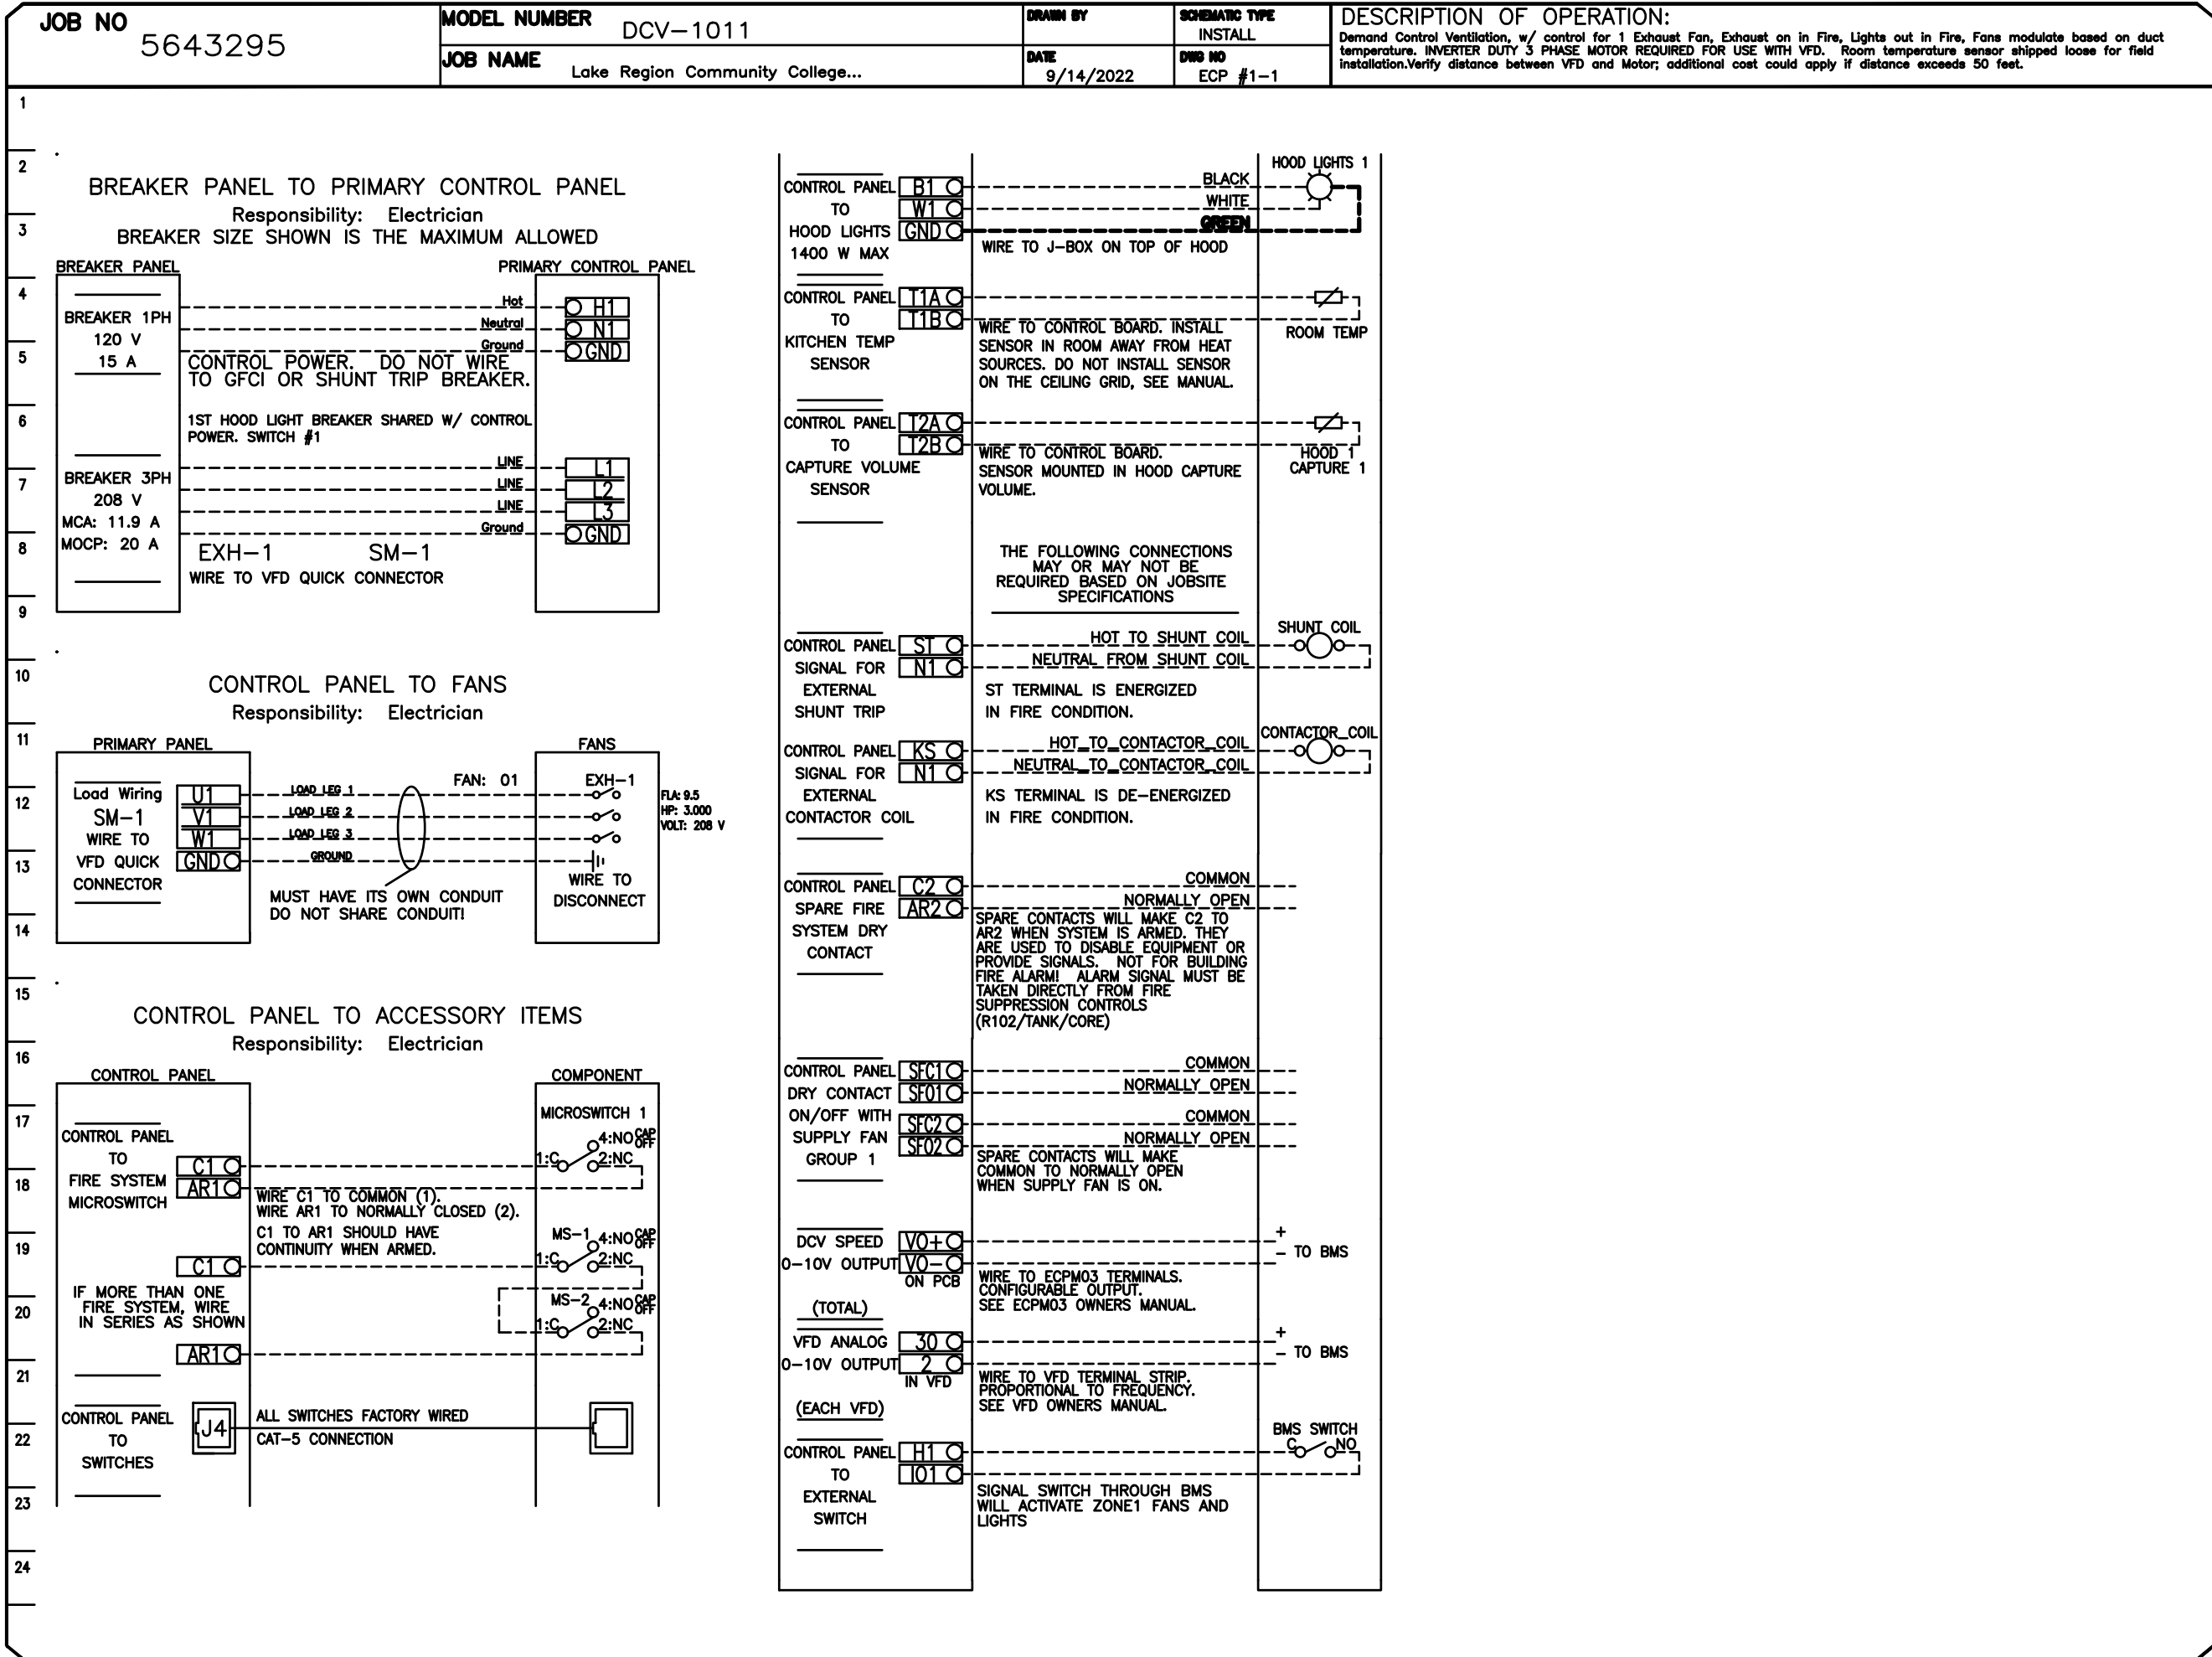 JOB NO
5643295
MODEL NUMBER
DCV-1011
JOB NAME
Lake Region Community College...
DRAWN BY
SCHEMATIC TYPE
INSTALL
DATE
9/14/2022
DWG NO
ECP #1-1
DESCRIPTION OF OPERATION:
Demand Control Ventilation, w/ control for 1 Exhaust Fan, Exhaust on in Fire, Lights out in Fire, Fans modulate based on duct
temperature. INVERTER DUTY 3 PHASE MOTOR REQUIRED FOR USE WITH VFD. Room temperature sensor shipped loose for field
installation.Verify distance between VFD and Motor; additional cost could apply if distance exceeds 50 feet.
1
2
3
4
5
6
7
8
9
10
11
12
13
14
15
16
17
18
19
20
21
22
23
24
BREAKER PANEL TO PRIMARY CONTROL PANEL
Responsibility: Electrician
BREAKER SIZE SHOWN IS THE MAXIMUM ALLOWED
BREAKER PANEL
PRIMARY CONTROL PANEL
BREAKER 1PH
120 V
15 A
Hot
H1
Neutral
N1
Ground
GND
CONTROL POWER. DO NOT WIRE
TO GFCI OR SHUNT TRIP BREAKER.
1ST HOOD LIGHT BREAKER SHARED W/ CONTROL
POWER. SWITCH #1
BREAKER 3PH
208 V
MCA: 11.9 A
MOCP: 20 A
LINE
L1
LINE
L2
LINE
L3
Ground
GND
EXH-1 SM-1
WIRE TO VFD QUICK CONNECTOR
CONTROL PANEL TO FANS
Responsibility: Electrician
PRIMARY PANEL
FANS
Load Wiring
SM-1
WIRE TO
VFD QUICK
CONNECTOR
U1
V1
W1
GND
LOAD LEG 1
LOAD LEG 2
LOAD LEG 3
GROUND
FAN: 01
EXH-1
FLA: 9.5
HP: 3.000
VOLT: 208 V
WIRE TO
DISCONNECT
MUST HAVE ITS OWN CONDUIT
DO NOT SHARE CONDUIT!
CONTROL PANEL TO ACCESSORY ITEMS
Responsibility: Electrician
CONTROL PANEL
COMPONENT
CONTROL PANEL
TO
FIRE SYSTEM
MICROSWITCH
C1
AR1
MICROSWITCH 1
4:NO CAP OFF
1:C
2:NC
WIRE C1 TO COMMON (1).
WIRE AR1 TO NORMALLY CLOSED (2).
C1 TO AR1 SHOULD HAVE
CONTINUITY WHEN ARMED.
C1
MS-1
4:NO CAP OFF
1:C
2:NC
IF MORE THAN ONE
FIRE SYSTEM, WIRE
IN SERIES AS SHOWN
MS-2
4:NO CAP OFF
1:C
2:NC
AR1
CONTROL PANEL
TO
SWITCHES
J4
ALL SWITCHES FACTORY WIRED
CAT-5 CONNECTION
CONTROL PANEL
TO
HOOD LIGHTS
1400 W MAX
B1
W1
GND
BLACK
WHITE
GREEN
WIRE TO J-BOX ON TOP OF HOOD
HOOD LIGHTS 1
CONTROL PANEL
TO
KITCHEN TEMP
SENSOR
T1A
T1B
WIRE TO CONTROL BOARD. INSTALL
SENSOR IN ROOM AWAY FROM HEAT
SOURCES. DO NOT INSTALL SENSOR
ON THE CEILING GRID, SEE MANUAL.
ROOM TEMP
CONTROL PANEL
TO
CAPTURE VOLUME
SENSOR
T2A
T2B
WIRE TO CONTROL BOARD.
SENSOR MOUNTED IN HOOD CAPTURE
VOLUME.
HOOD 1
CAPTURE 1
THE FOLLOWING CONNECTIONS
MAY OR MAY NOT BE
REQUIRED BASED ON JOBSITE
SPECIFICATIONS
CONTROL PANEL
SIGNAL FOR
EXTERNAL
SHUNT TRIP
ST
N1
HOT TO SHUNT COIL
NEUTRAL FROM SHUNT COIL
ST TERMINAL IS ENERGIZED
IN FIRE CONDITION.
SHUNT COIL
CONTROL PANEL
SIGNAL FOR
EXTERNAL
CONTACTOR COIL
KS
N1
HOT_TO_CONTACTOR_COIL
NEUTRAL_TO_CONTACTOR_COIL
KS TERMINAL IS DE-ENERGIZED
IN FIRE CONDITION.
CONTACTOR_COIL
CONTROL PANEL
SPARE FIRE
SYSTEM DRY
CONTACT
C2
AR2
COMMON
NORMALLY OPEN
SPARE CONTACTS WILL MAKE C2 TO
AR2 WHEN SYSTEM IS ARMED. THEY
ARE USED TO DISABLE EQUIPMENT OR
PROVIDE SIGNALS. NOT FOR BUILDING
FIRE ALARM! ALARM SIGNAL MUST BE
TAKEN DIRECTLY FROM FIRE
SUPPRESSION CONTROLS
(R102/TANK/CORE)
CONTROL PANEL
DRY CONTACT
ON/OFF WITH
SUPPLY FAN
GROUP 1
SFC1
SFO1
SFC2
SFO2
COMMON
NORMALLY OPEN
COMMON
NORMALLY OPEN
SPARE CONTACTS WILL MAKE
COMMON TO NORMALLY OPEN
WHEN SUPPLY FAN IS ON.
DCV SPEED
0-10V OUTPUT
(TOTAL)
VO+
VO-
ON PCB
WIRE TO ECPM03 TERMINALS.
CONFIGURABLE OUTPUT.
SEE ECPM03 OWNERS MANUAL.
+
- TO BMS
VFD ANALOG
0-10V OUTPUT
(EACH VFD)
30
2
IN VFD
WIRE TO VFD TERMINAL STRIP.
PROPORTIONAL TO FREQUENCY.
SEE VFD OWNERS MANUAL.
+
- TO BMS
CONTROL PANEL
TO
EXTERNAL
SWITCH
H1
IO1
BMS SWITCH
C NO
SIGNAL SWITCH THROUGH BMS
WILL ACTIVATE ZONE1 FANS AND
LIGHTS